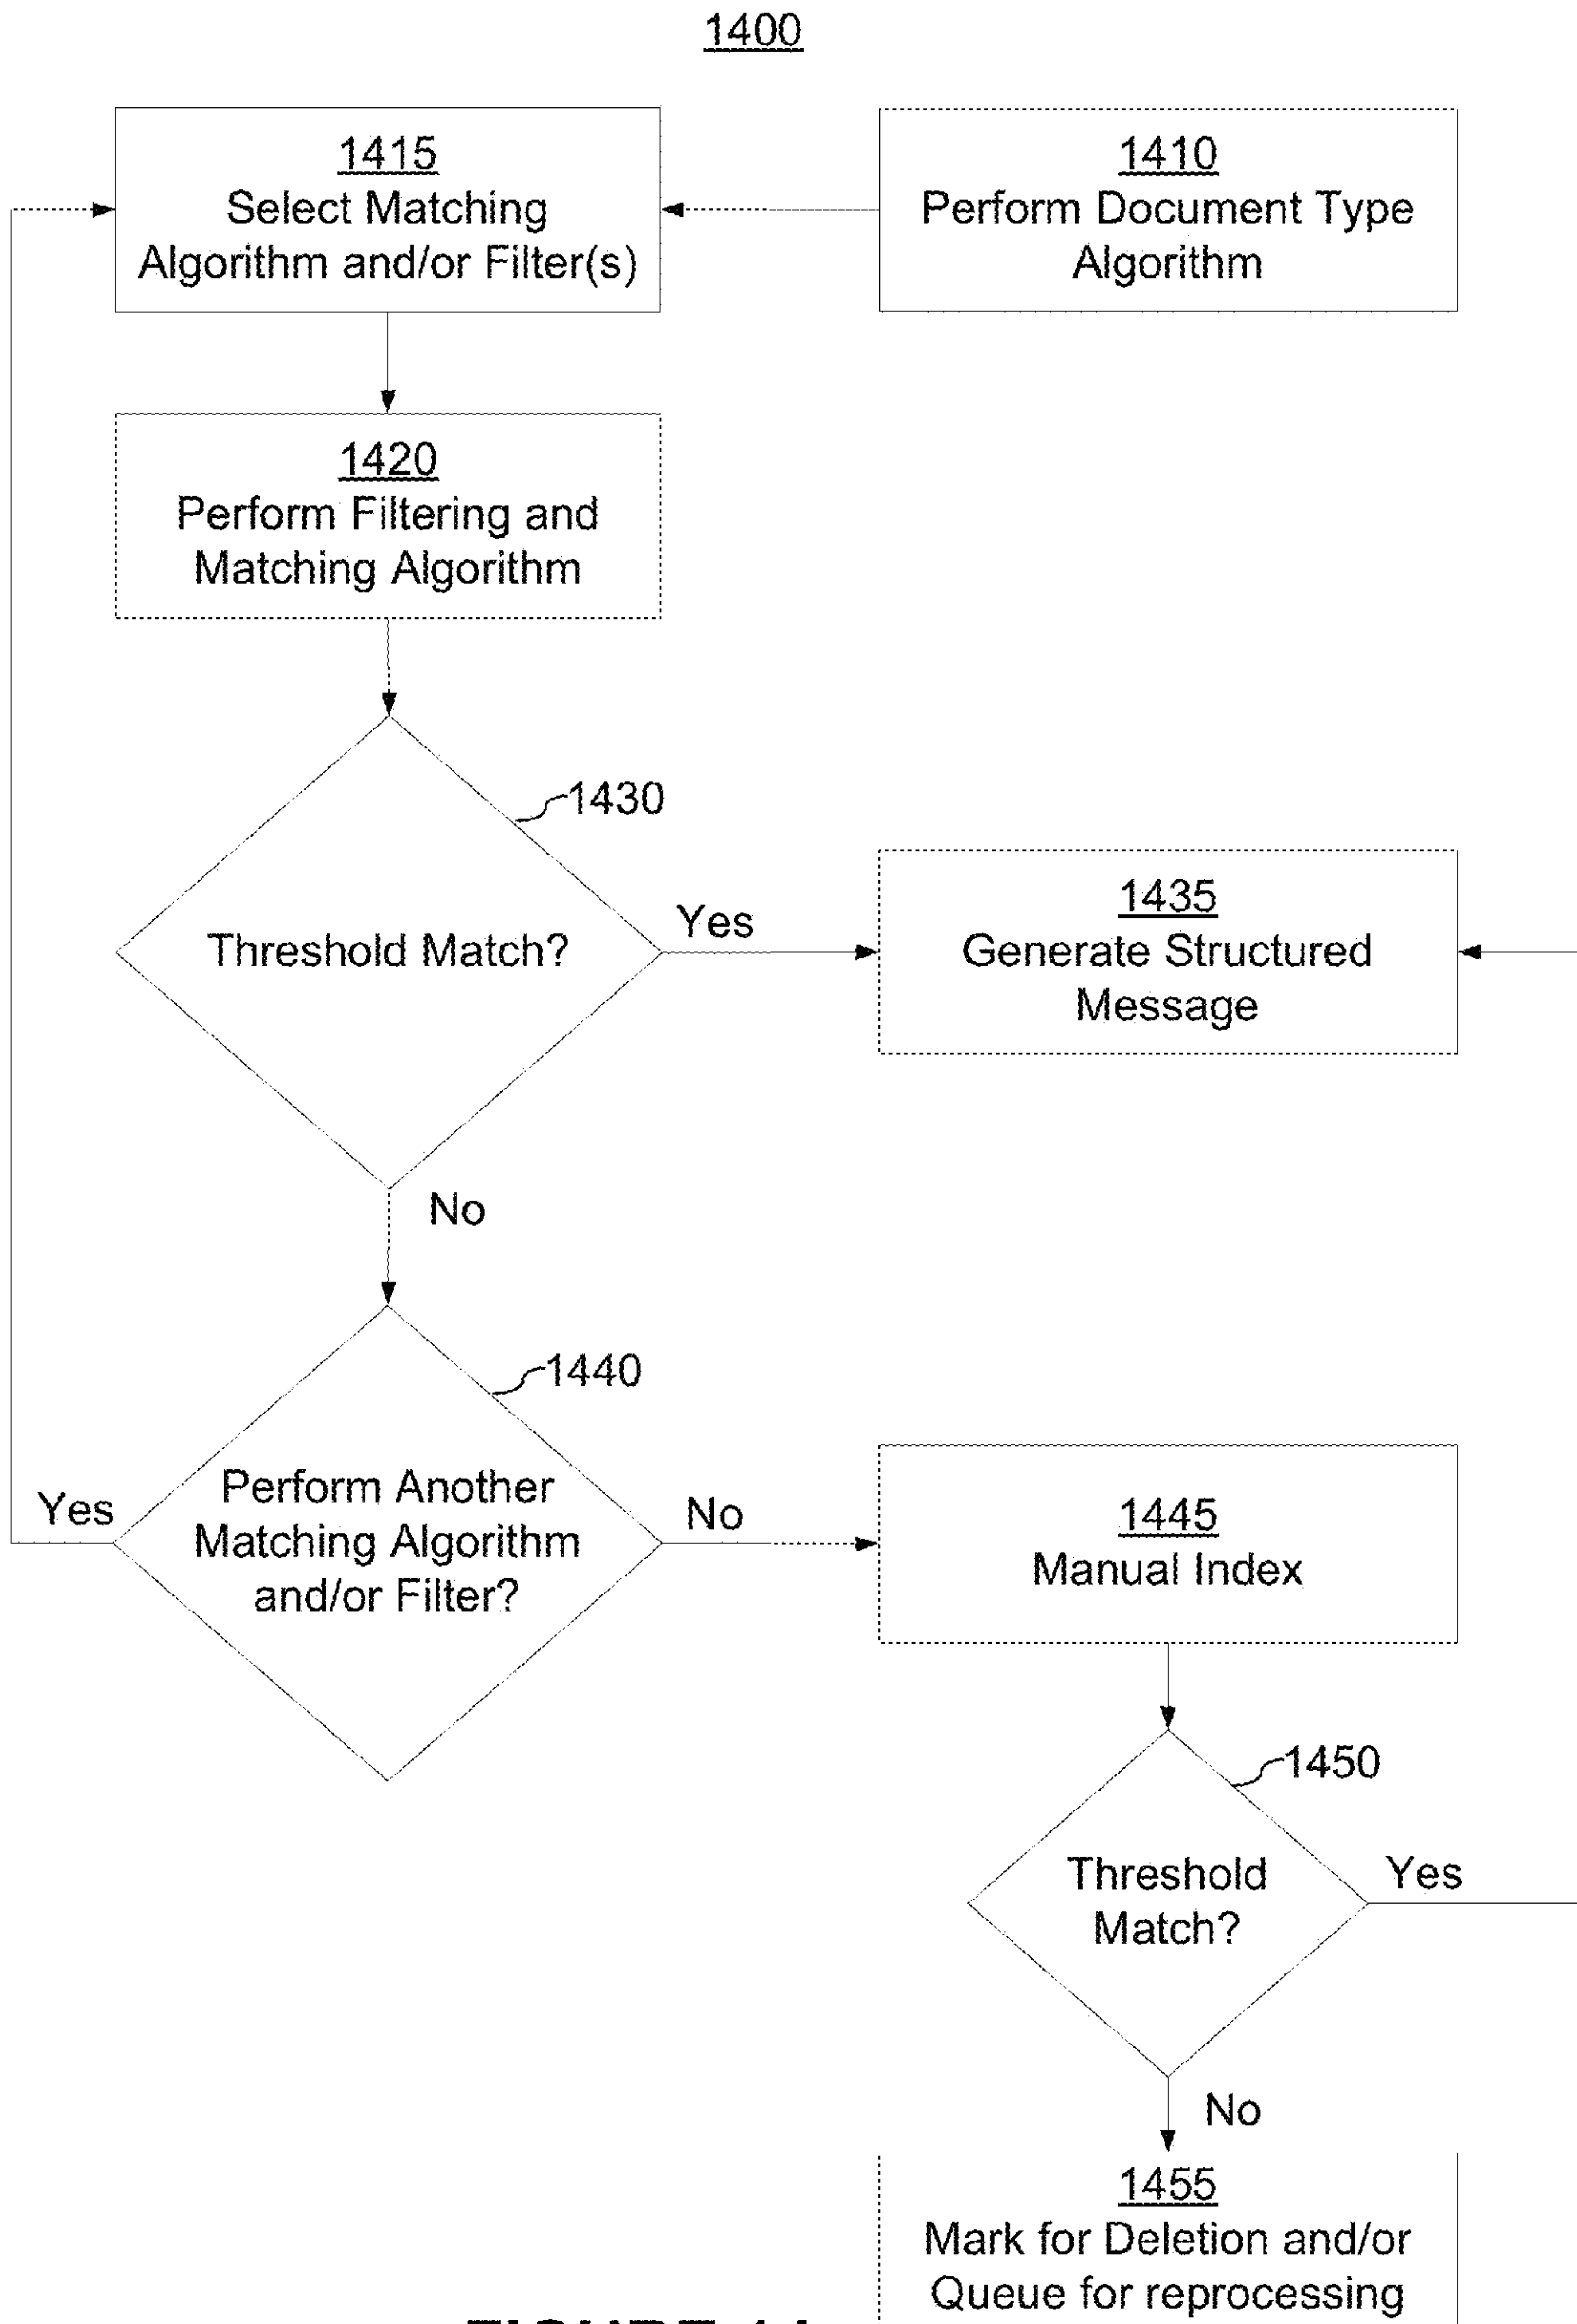 1400
1415
Select Matching
Algorithm and/or Filter(s)
1410
Perform Document Type
Algorithm
1420
Perform Filtering and
Matching Algorithm
1430
Threshold Match?
Yes
1435
Generate Structured
Message
No
1440
Perform Another
Matching Algorithm
and/or Filter?
Yes
No
1445
Manual Index
1450
Threshold
Match?
Yes
No
1455
Mark for Deletion and/or
Queue for reprocessing